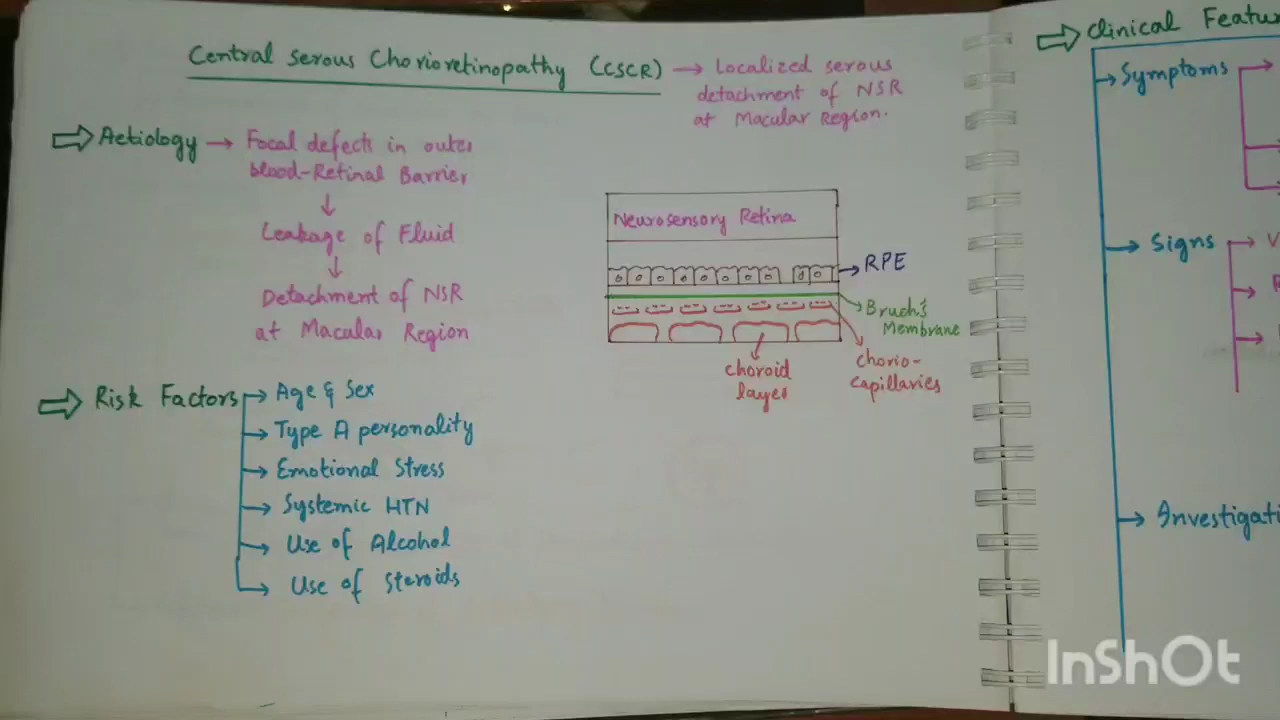 Central Serous Chorioretinopathy (CSCR) → Localized serous
detachment of NSR
at Macular Region.
⇒ Aetiology → Focal defects in outer
blood-Retinal Barrier
↓
Leakage of Fluid
↓
Detachment of NSR
at Macular Region
Neurosensory Retina
→ RPE
Bruch's
Membrane
choroid
layer
chorio-
capillaries
⇒ Risk Factors → Age & Sex
→ Type A personality
→ Emotional Stress
→ Systemic HTN
→ Use of Alcohol
→ Use of Steroids
⇒ Clinical Featu
→ Symptoms
→ Signs
→ Investigati
InShOt